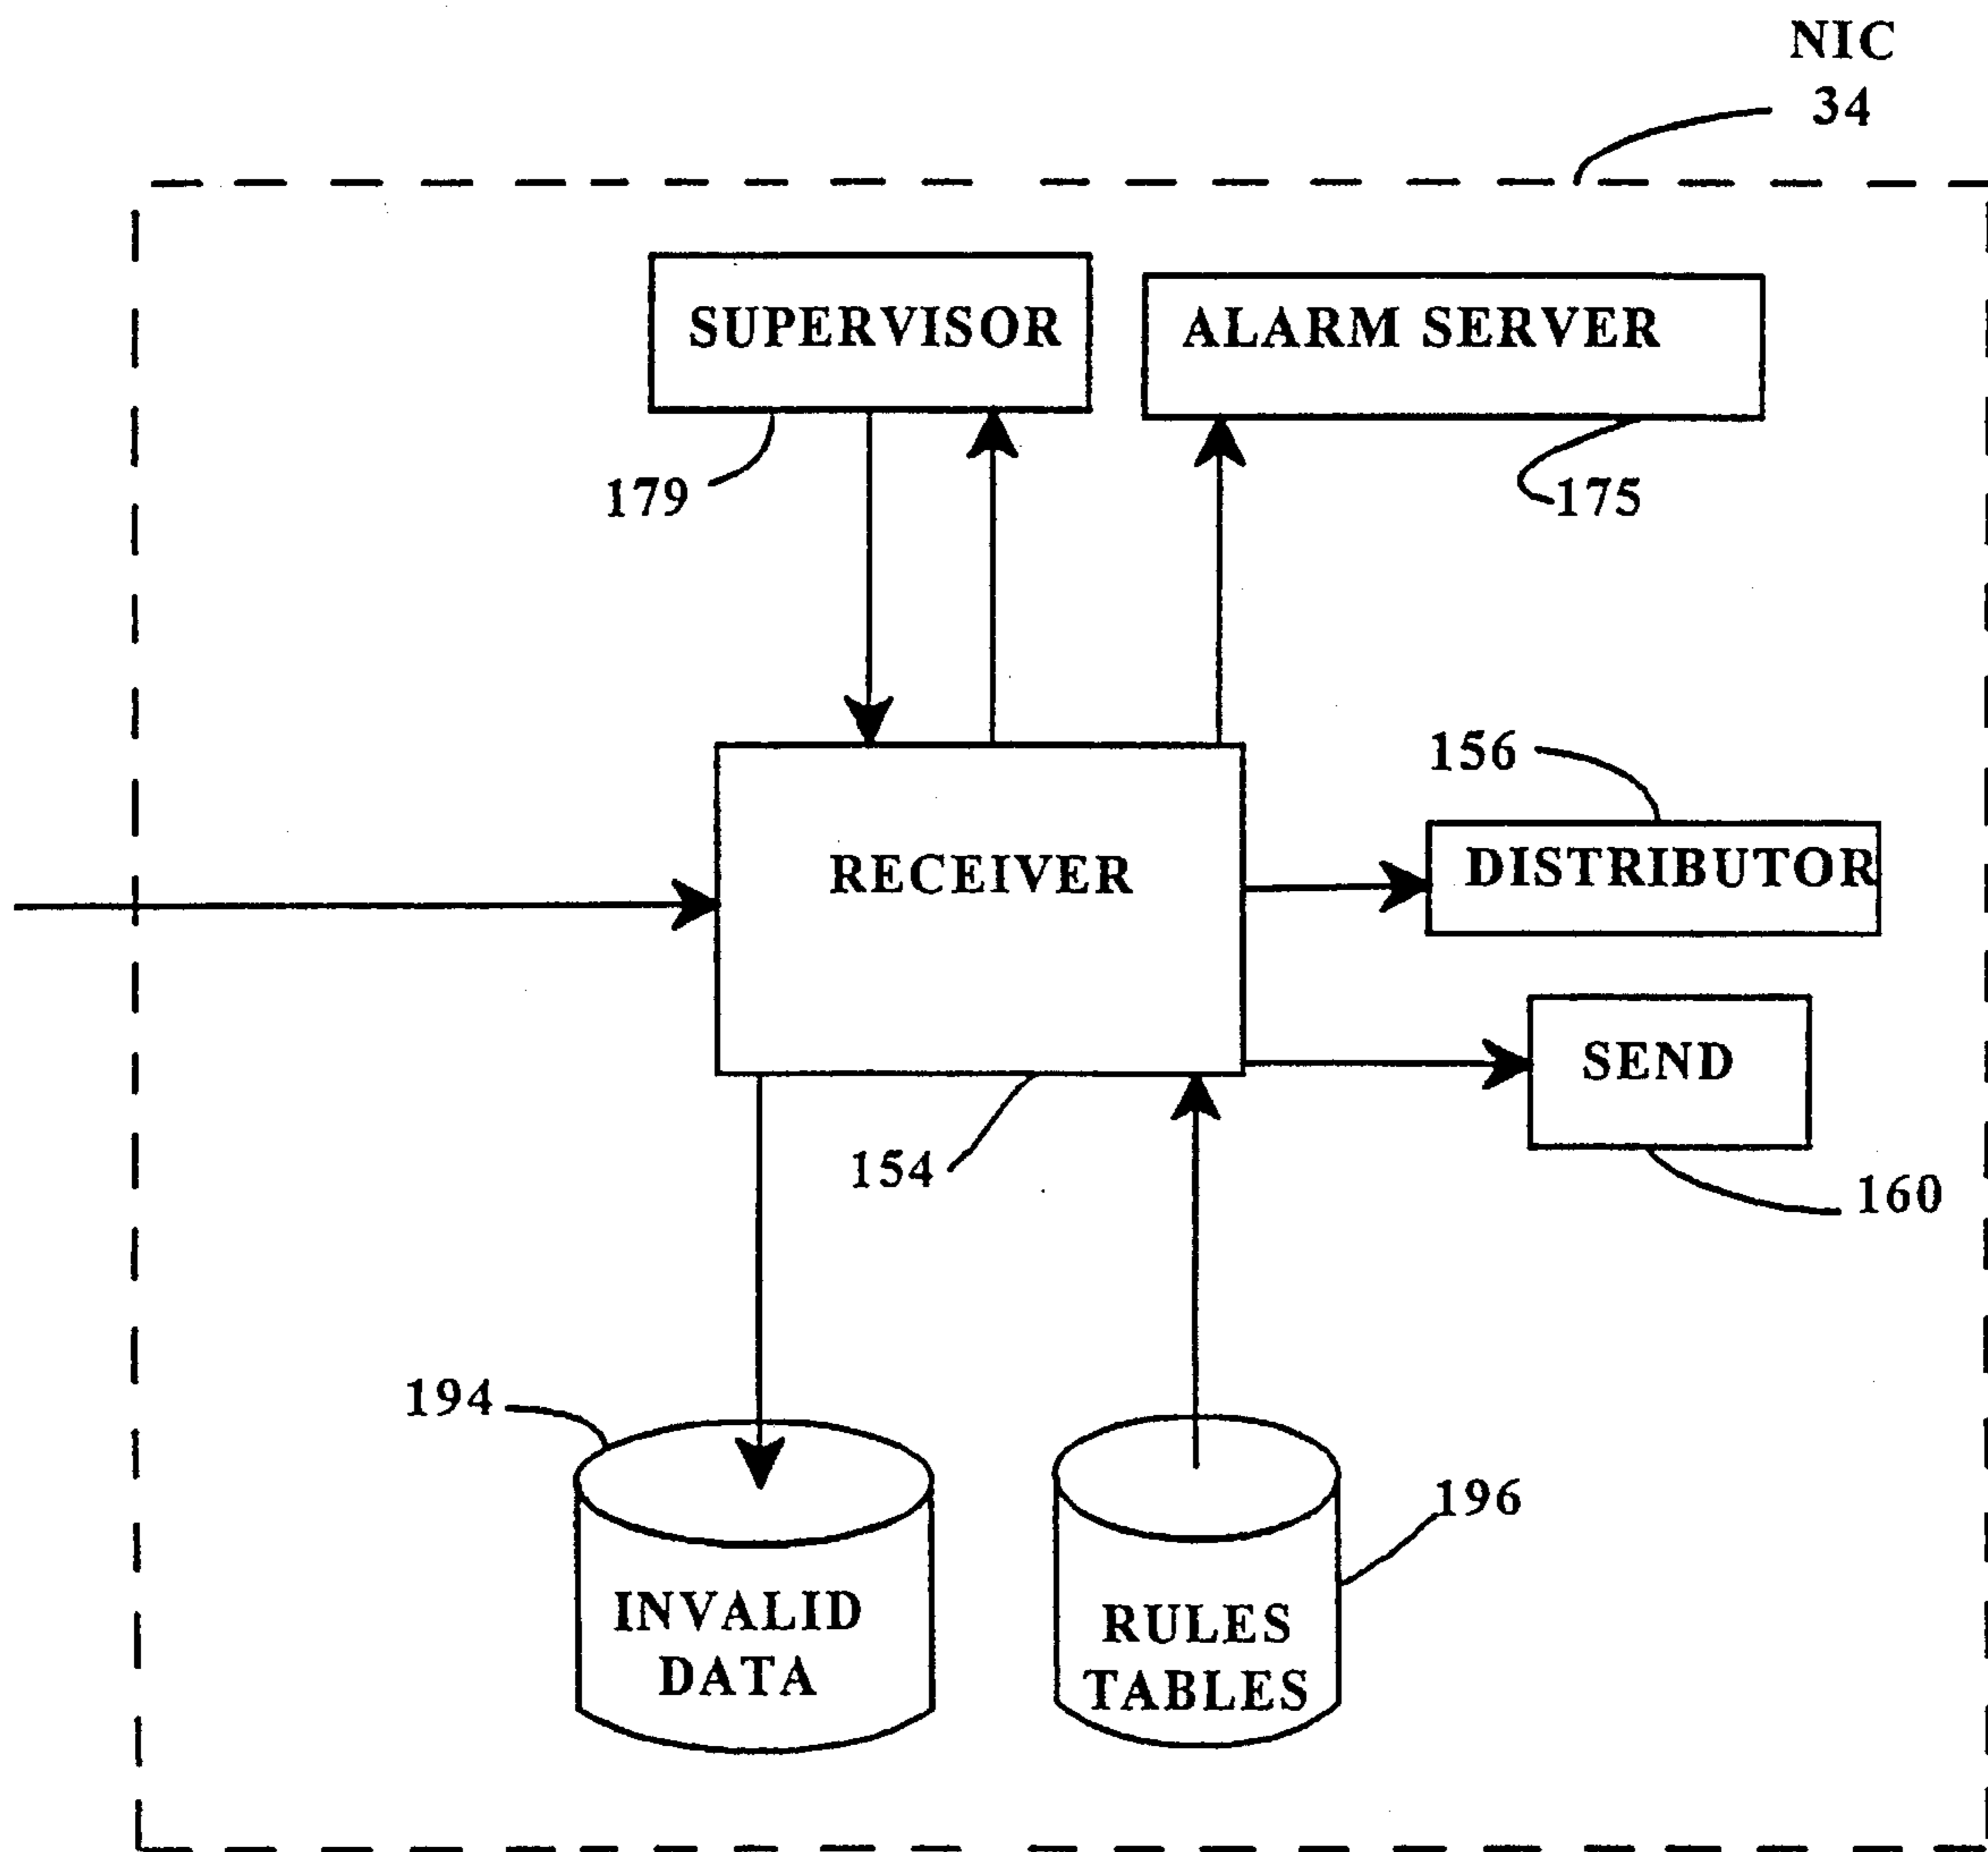 NIC
34
SUPERVISOR
ALARM SERVER
179
175
156
RECEIVER
DISTRIBUTOR
SEND
154
160
194
196
INVALID
DATA
RULES
TABLES